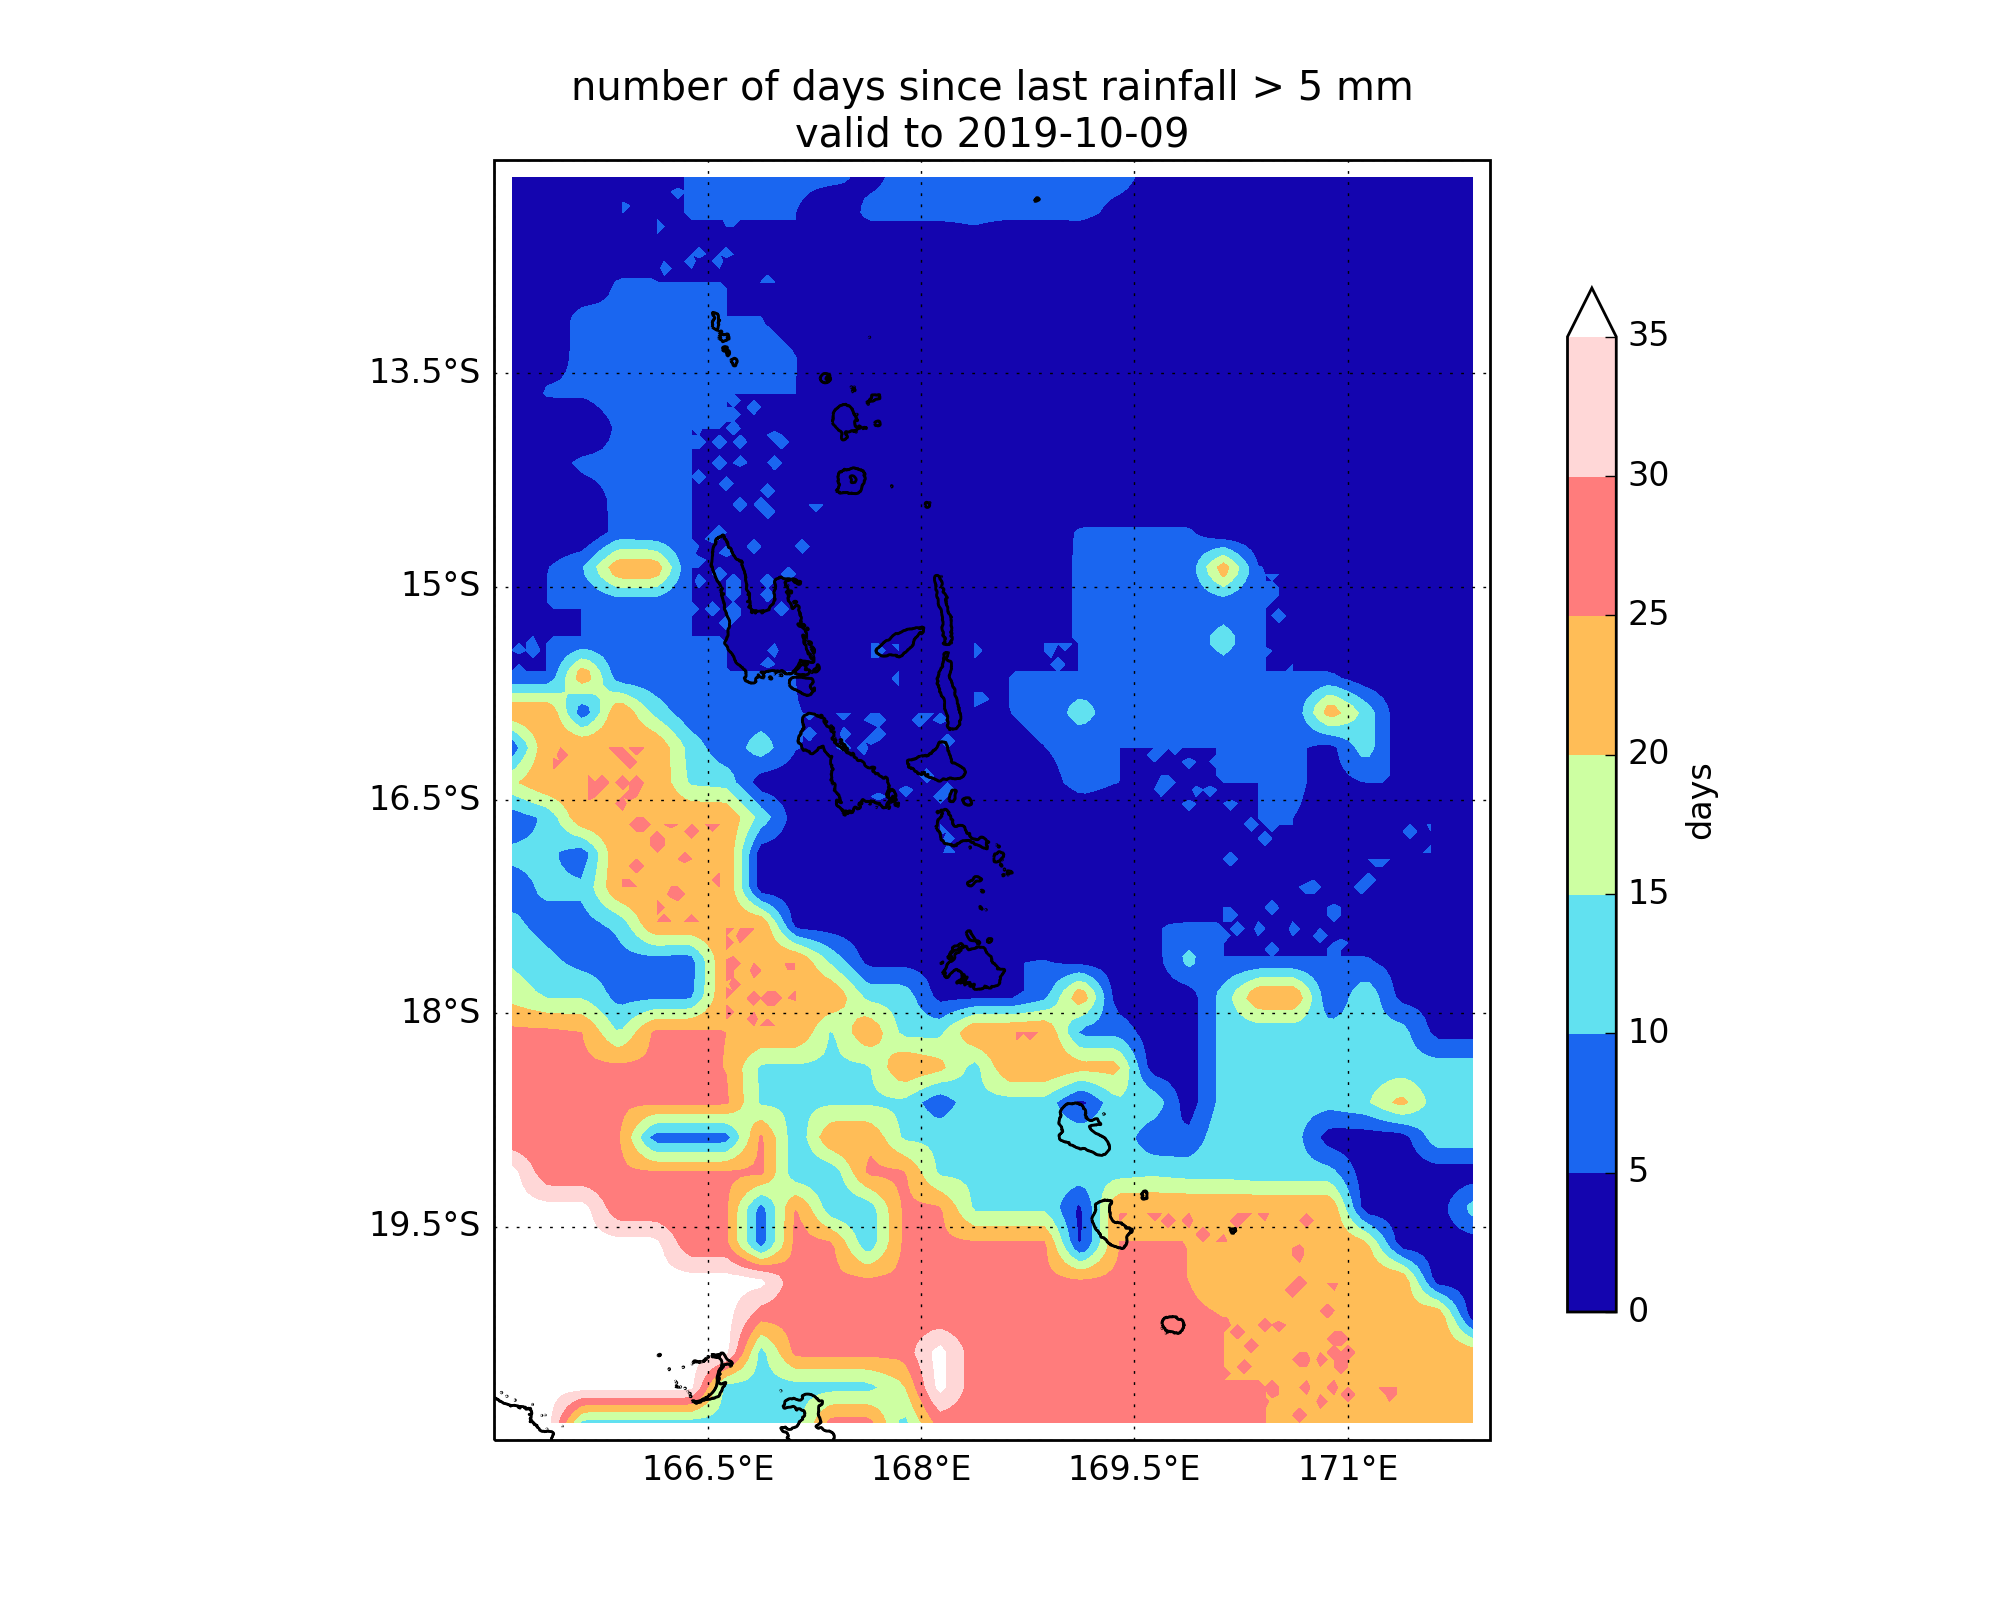 number of days since last rainfall > 5 mm
valid to 2019-10-09
13.5°S
15°S
16.5°S
18°S
19.5°S
166.5°E
168°E
169.5°E
171°E
35
30
25
20
15
10
5
0
days